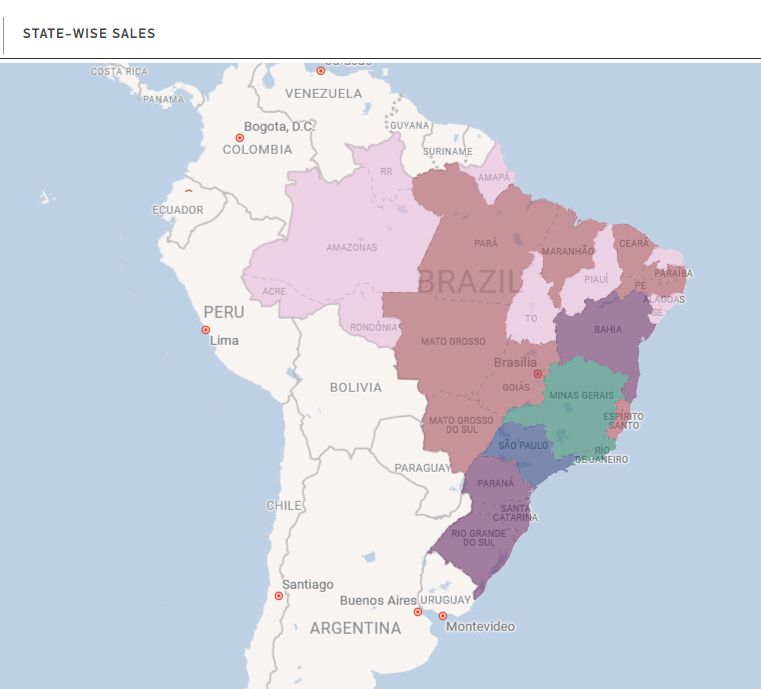 STATE-WISE SALES
Caracas
COSTA RICA
PANAMA
VENEZUELA
Bogota, D.C.
COLOMBIA
GUYANA
SURINAME
RR
AMAPÁ
ECUADOR
AMAZONAS
PARÁ
MARANHÃO
CEARÁ
PIAUÍ
PARAÍBA
PE
ALAGOAS
SE
BRAZIL
ACRE
TO
BAHIA
PERU
Lima
RONDÔNIA
MATO GROSSO
Brasília
GOIÁS
BOLIVIA
MINAS GERAIS
MATO GROSSO
DO SUL
ESPÍRITO
SANTO
SÃO PAULO
RIO
DE JANEIRO
PARAGUAY
PARANÁ
CHILE
SANTA
CATARINA
RIO GRANDE
DO SUL
Santiago
Buenos Aires
URUGUAY
ARGENTINA
Montevideo